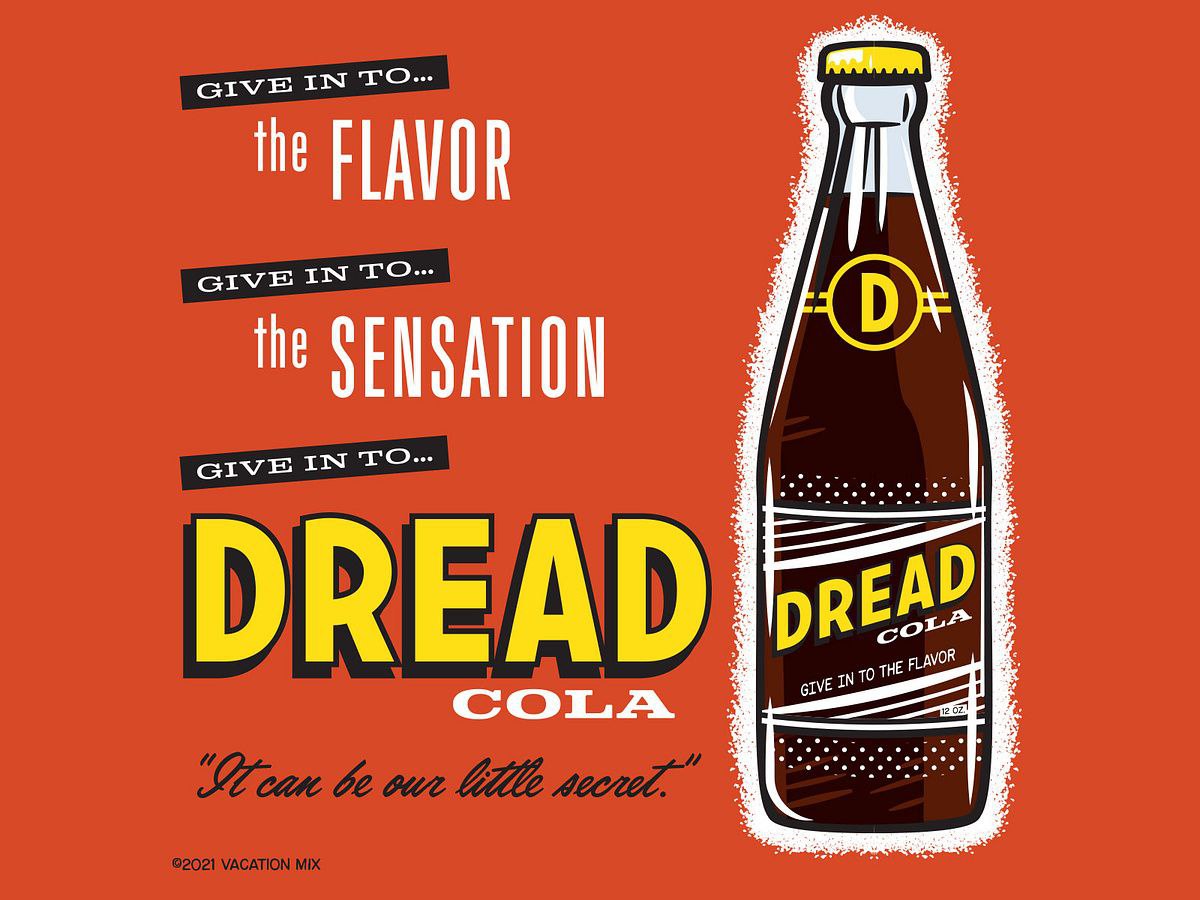 GIVE IN TO...
the FLAVOR
GIVE IN TO...
the SENSATION
GIVE IN TO...
DREAD
COLA
"It can be our little secret."
©2021 VACATION MIX
D
DREAD
COLA
GIVE IN TO THE FLAVOR
12 OZ.